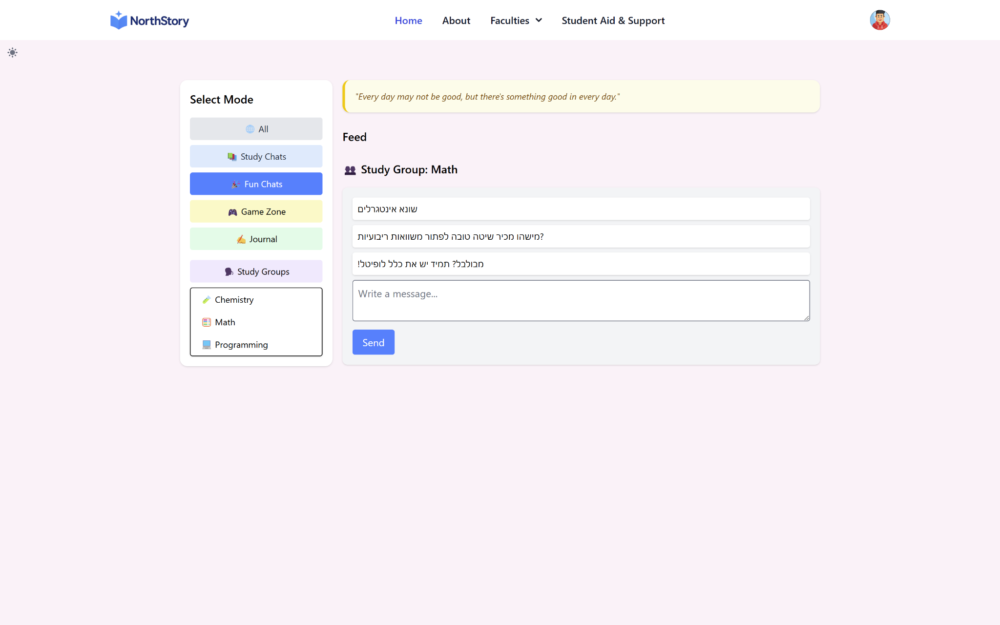 NorthStory
Home
About
Faculties
Student Aid & Support
Select Mode
All
Study Chats
Fun Chats
Game Zone
Journal
Study Groups
Chemistry
Math
Programming
"Every day may not be good, but there's something good in every day."
Feed
Study Group: Math
שונא אינטגרלים
מישהו מכיר שיטה טובה לפתור משוואות ריבועיות?
מבולבל? תמיד יש את כלל לופיטל!
Write a message...
Send